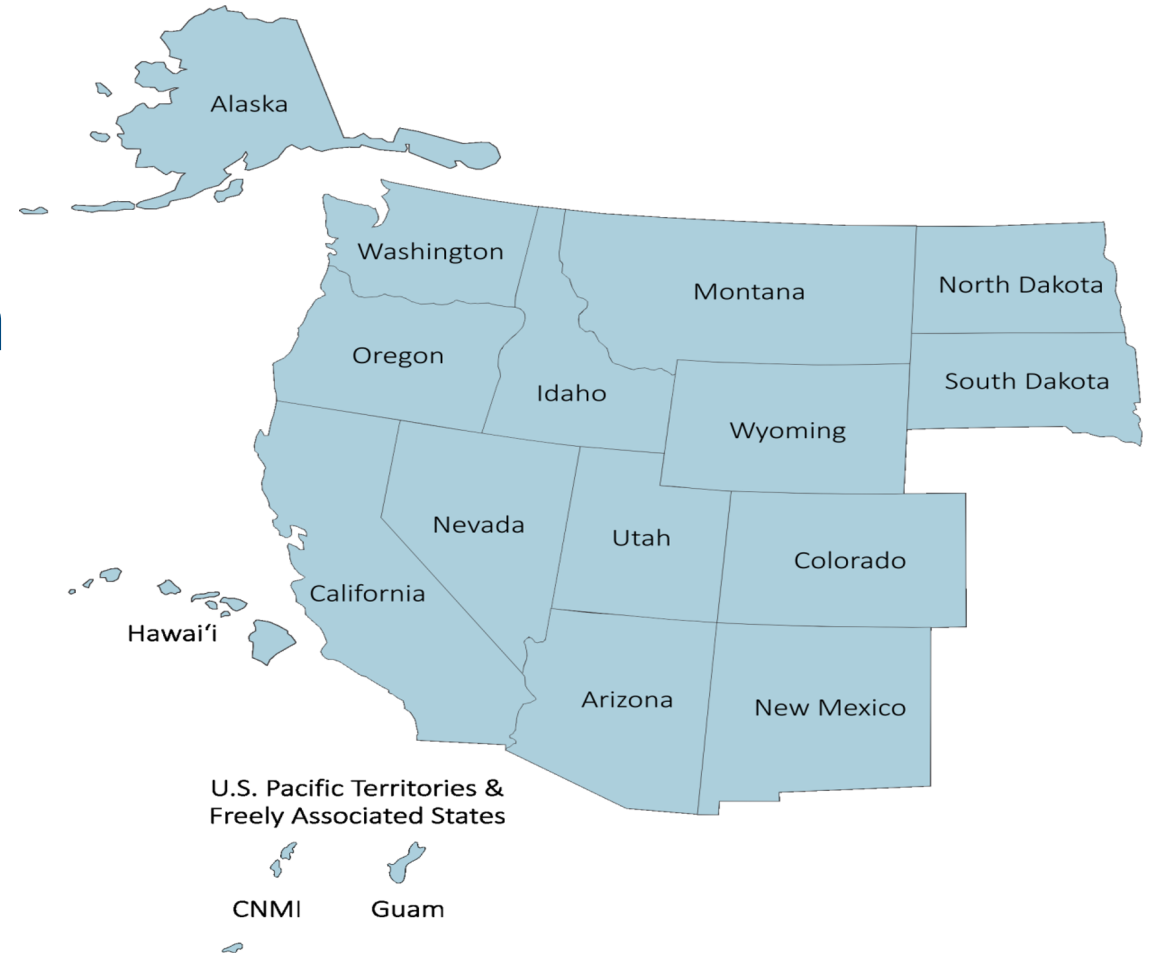 Alaska
Washington
Montana
North Dakota
Oregon
Idaho
South Dakota
Wyoming
Nevada
Utah
Colorado
California
Hawaiʻi
Arizona
New Mexico
U.S. Pacific Territories &
Freely Associated States
CNMI
Guam